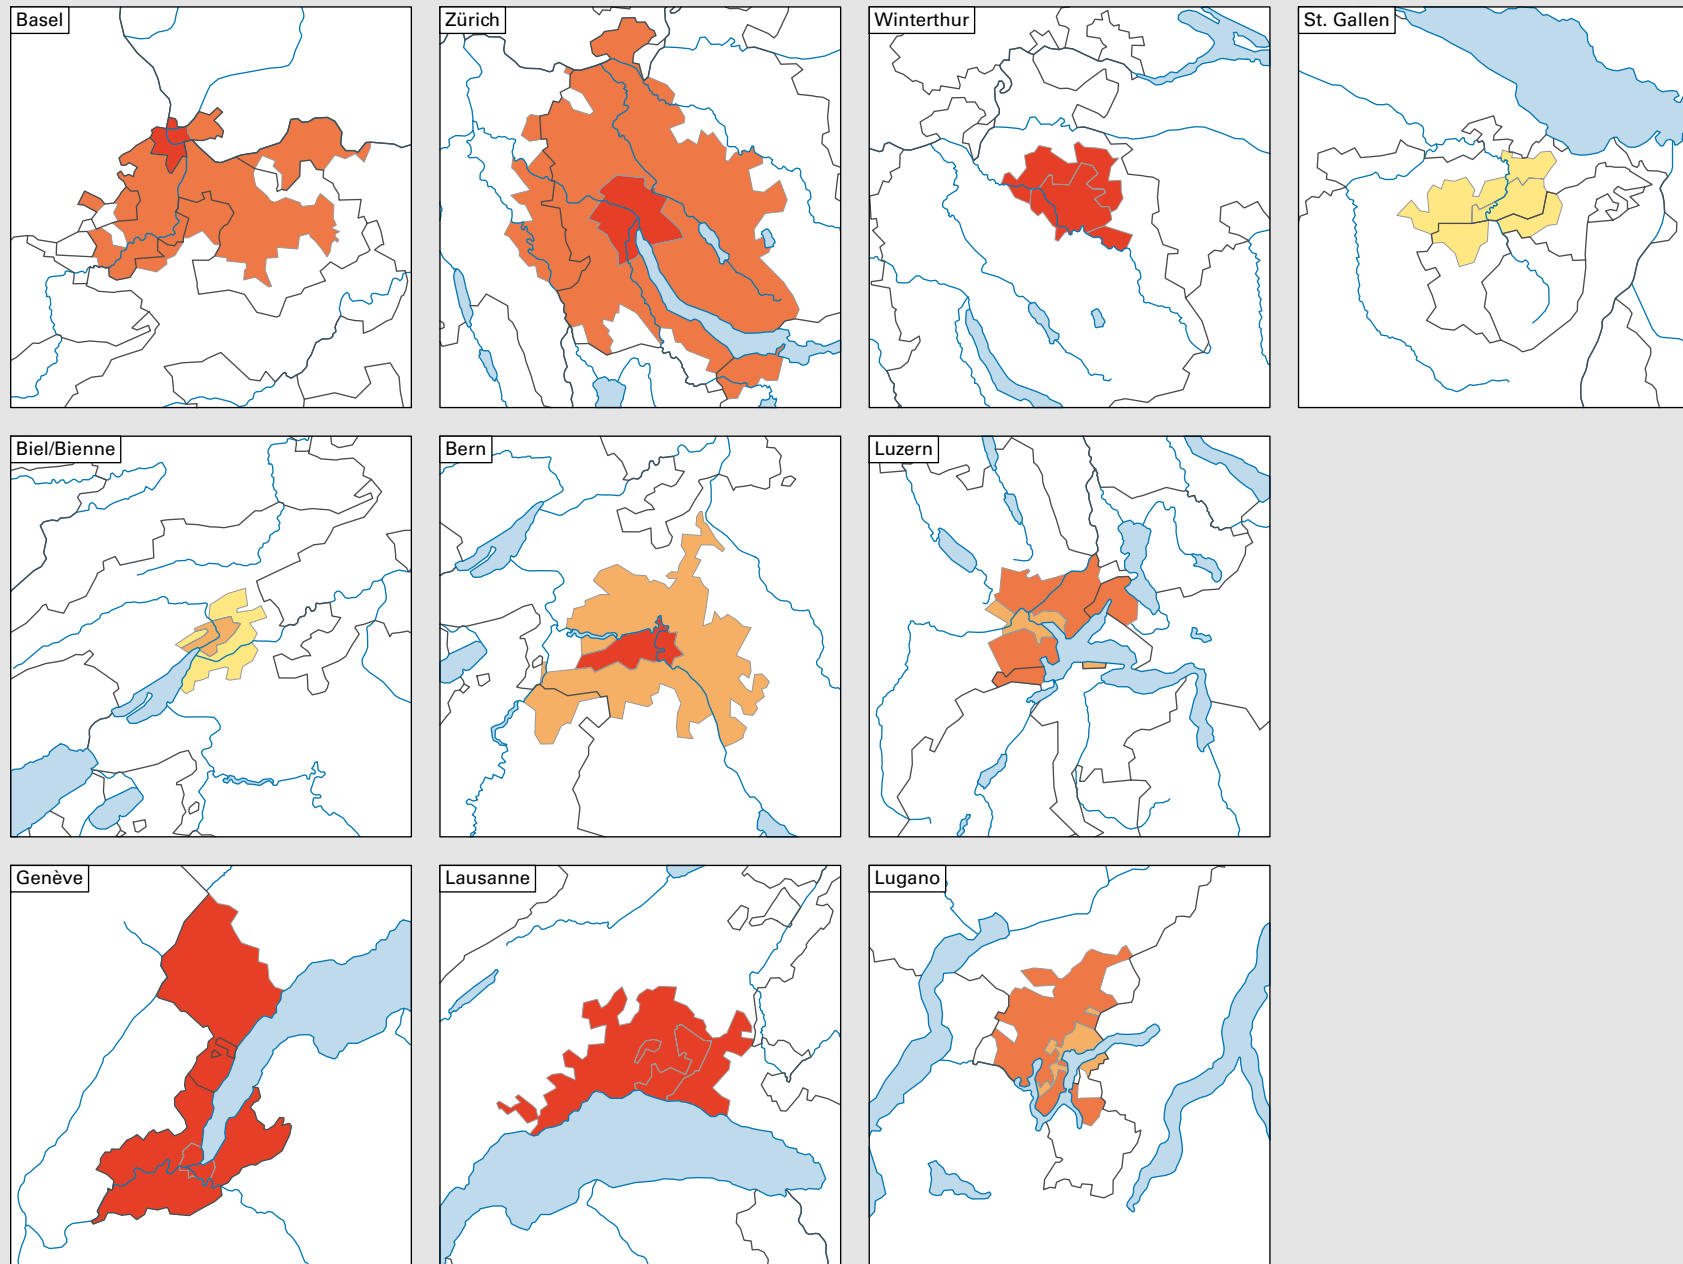 Basel
Zürich
Winterthur
St. Gallen
Biel/Bienne
Bern
Luzern
Genève
Lausanne
Lugano